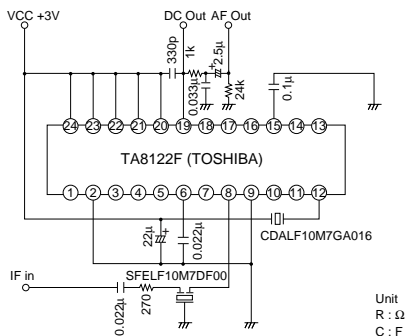 VCC +3V
DC Out
AF Out
330p
1k
2.5µ
0.033µ
24k
0.1µ
24 23 22 21 20 19 18 17 16 15 14 13
TA8122F (TOSHIBA)
1 2 3 4 5 6 7 8 9 10 11 12
22µ
+
0.022µ
CDALF10M7GA016
IF in
SFELF10M7DF00
0.022µ
270
Unit
R : Ω
C : F